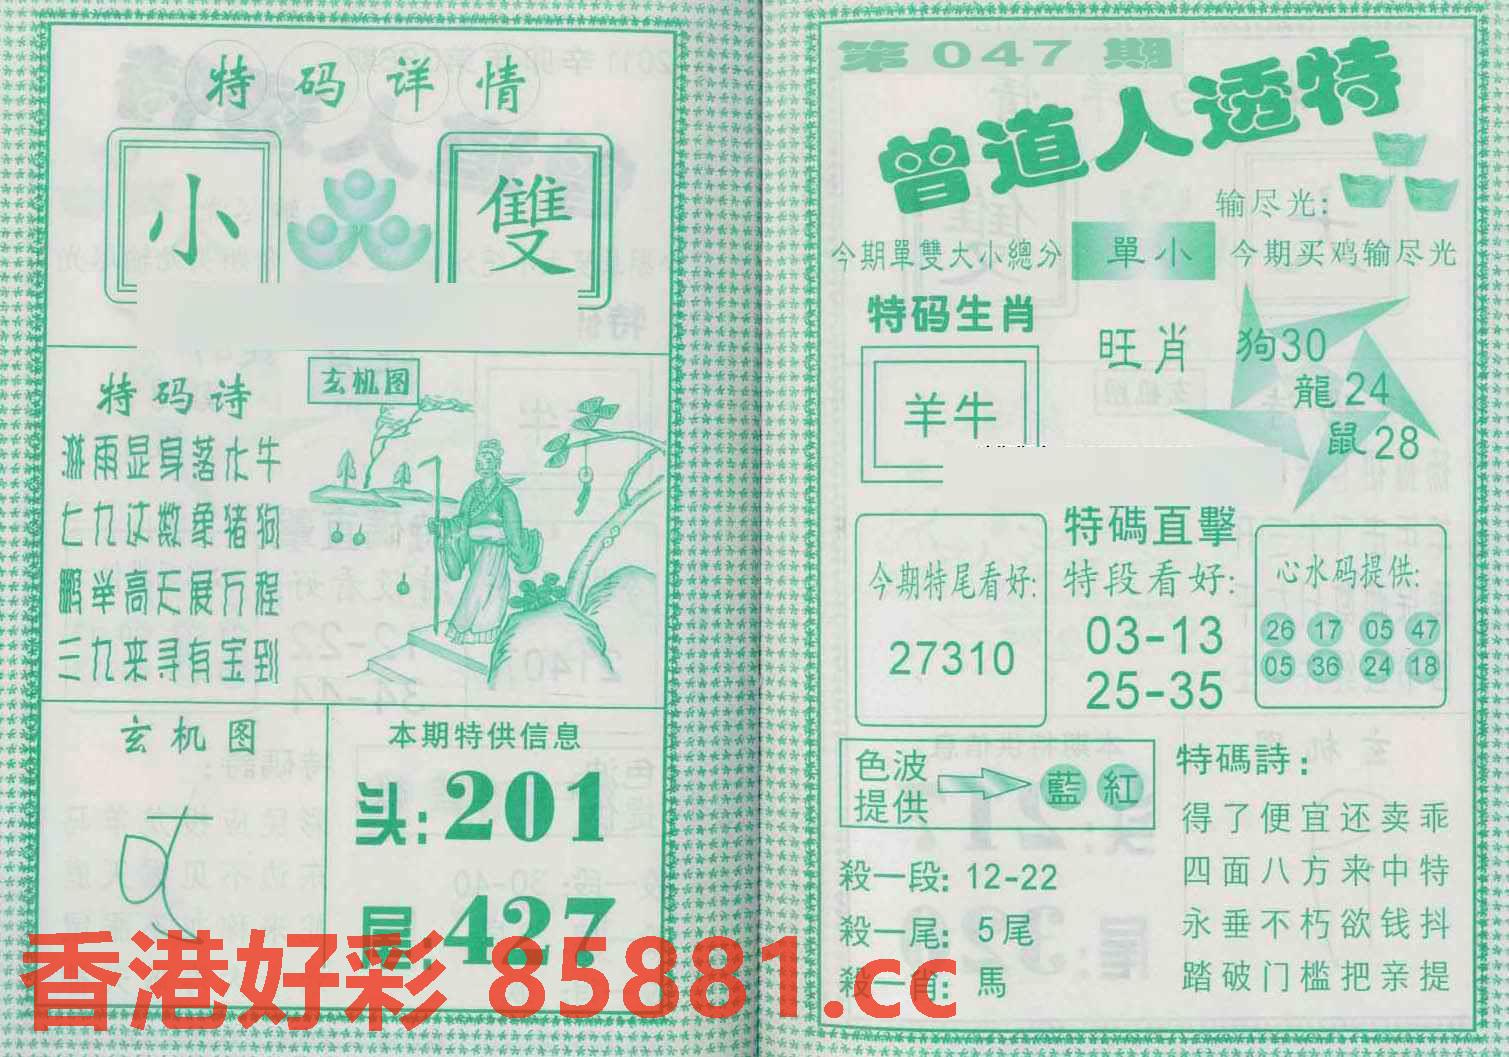 特码详情
小 雙
特码诗
淋雨显身落水牛
七九这数象猪狗
鹏举高天展万程
三九来寻有宝到
玄机图
玄机图
本期特供信息
头:201
尾:427
第047期
曾道人透特
输尽光:
今期單雙大小總分 單小 今期买鸡输尽光
特码生肖
羊牛
旺肖
狗30
龍24
鼠28
今期特尾看好:
27310
特碼直擊
特段看好:
03-13
25-35
心水码提供:
26 17 05 47
05 36 24 18
色波
提供
藍 紅
殺一段: 12-22
殺一尾: 5尾
殺一肖: 馬
特碼詩:
得了便宜还卖乖
四面八方来中特
永垂不朽欲钱抖
踏破门槛把亲提
香港好彩 85881.cc